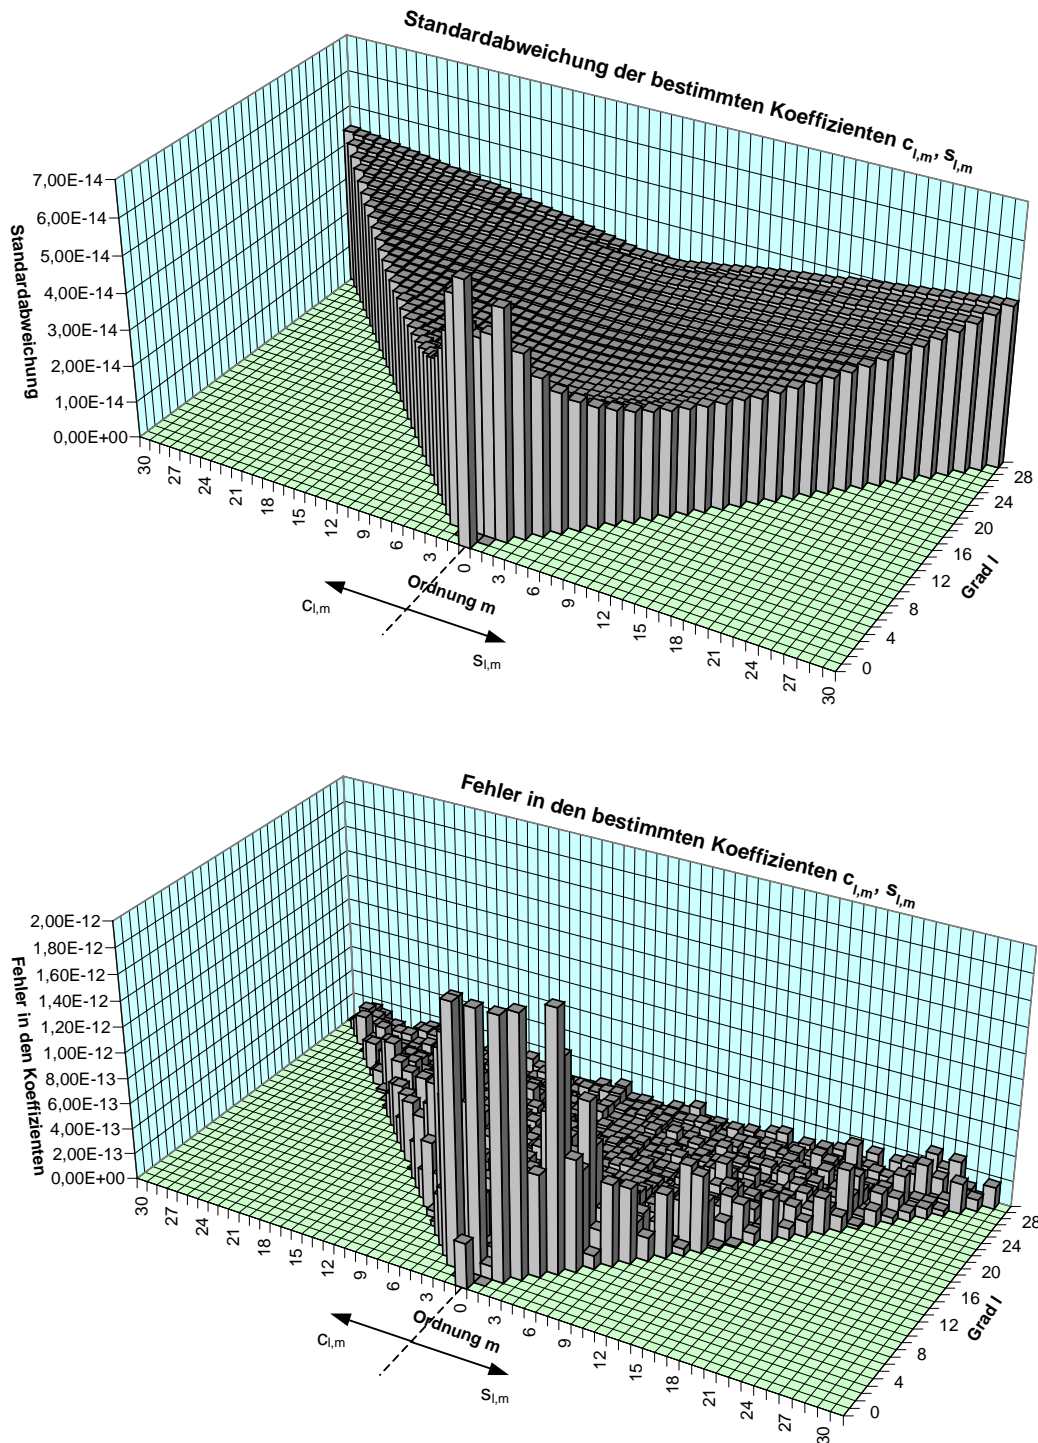 Standardabweichung der bestimmten Koeffizienten c_{l,m}, s_{l,m}
Standardabweichung
7,00E-14
6,00E-14
5,00E-14
4,00E-14
3,00E-14
2,00E-14
1,00E-14
0,00E+00
30 27 24 21 18 15 12 9 6 3 0 3 6 9 12 15 18 21 24 27 30
Ordnung m
c_{l,m}
s_{l,m}
28
24
20
16
12
8
4
0
Grad l
Fehler in den bestimmten Koeffizienten c_{l,m}, s_{l,m}
Fehler in den Koeffizienten
2,00E-12
1,80E-12
1,60E-12
1,40E-12
1,20E-12
1,00E-12
8,00E-13
6,00E-13
4,00E-13
2,00E-13
0,00E+00
30 27 24 21 18 15 12 9 6 3 0 3 6 9 12 15 18 21 24 27 30
Ordnung m
c_{l,m}
s_{l,m}
28
24
20
16
12
8
4
0
Grad l